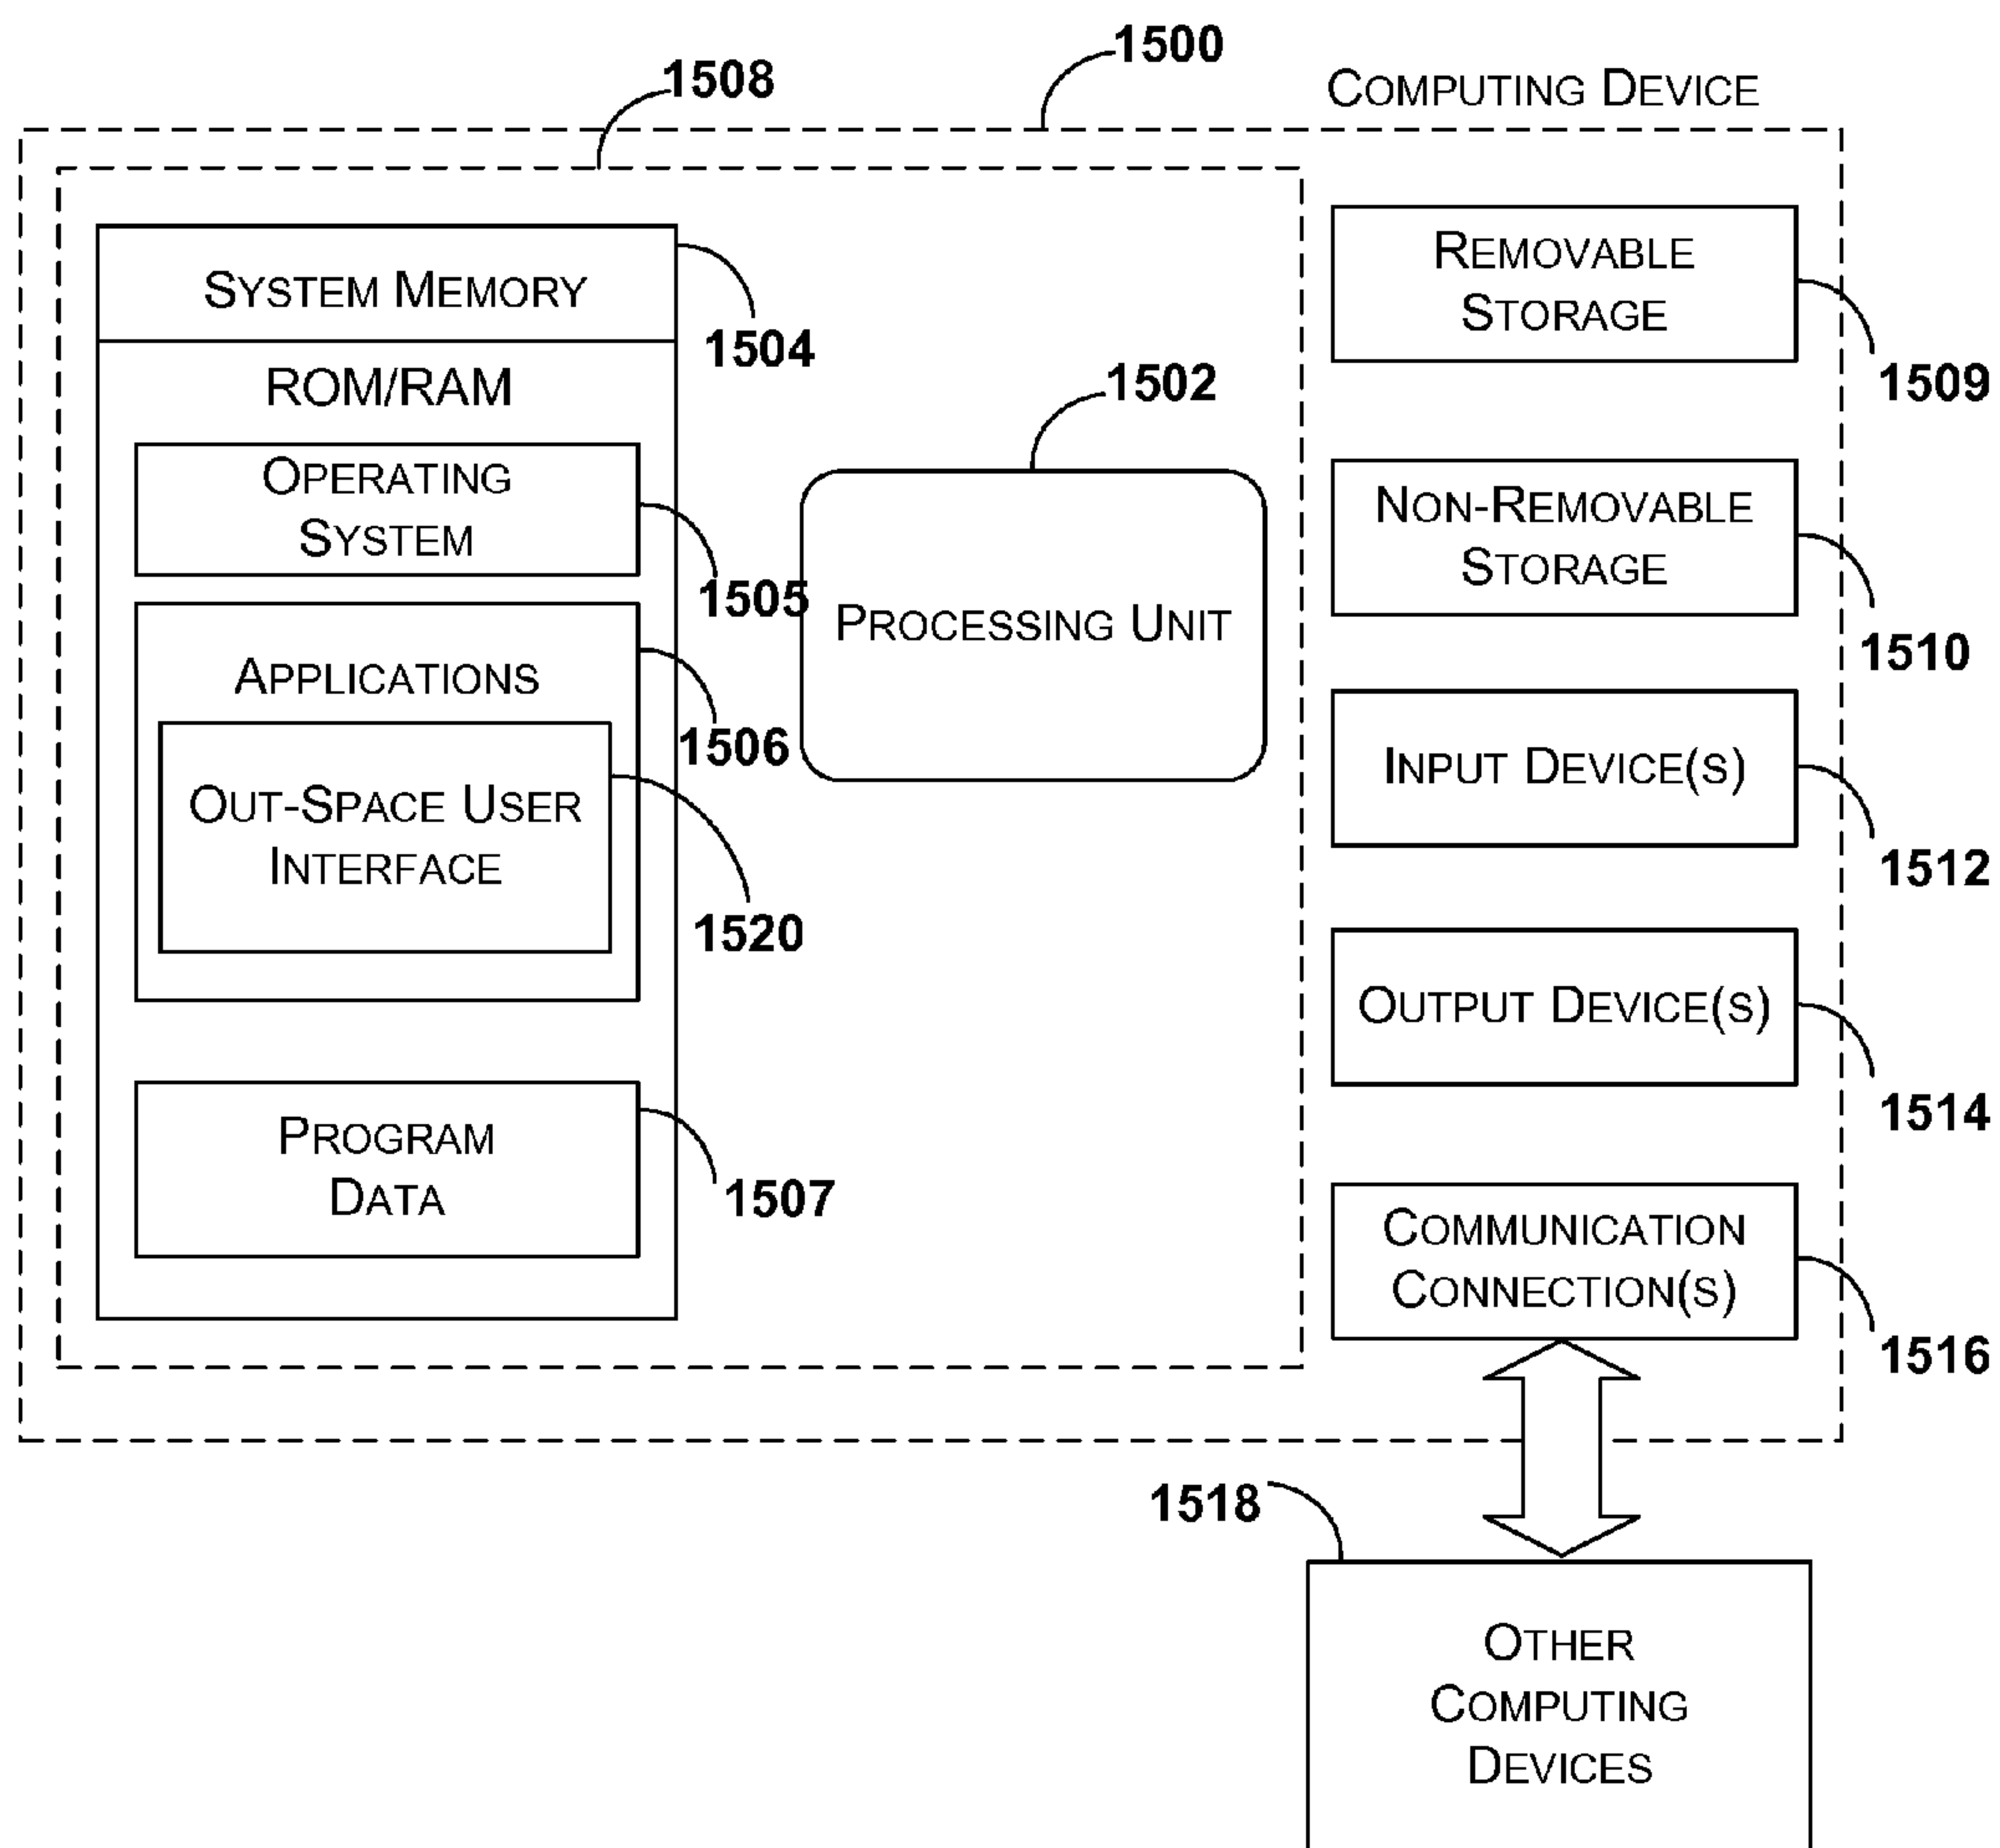 1500
1508
COMPUTING DEVICE
SYSTEM MEMORY
1504
ROM/RAM
OPERATING
SYSTEM
1505
APPLICATIONS
1506
OUT-SPACE USER
INTERFACE
1520
PROGRAM
DATA
1507
1502
PROCESSING UNIT
REMOVABLE
STORAGE
1509
NON-REMOVABLE
STORAGE
1510
INPUT DEVICE(S)
1512
OUTPUT DEVICE(S)
1514
COMMUNICATION
CONNECTION(S)
1516
1518
OTHER
COMPUTING
DEVICES